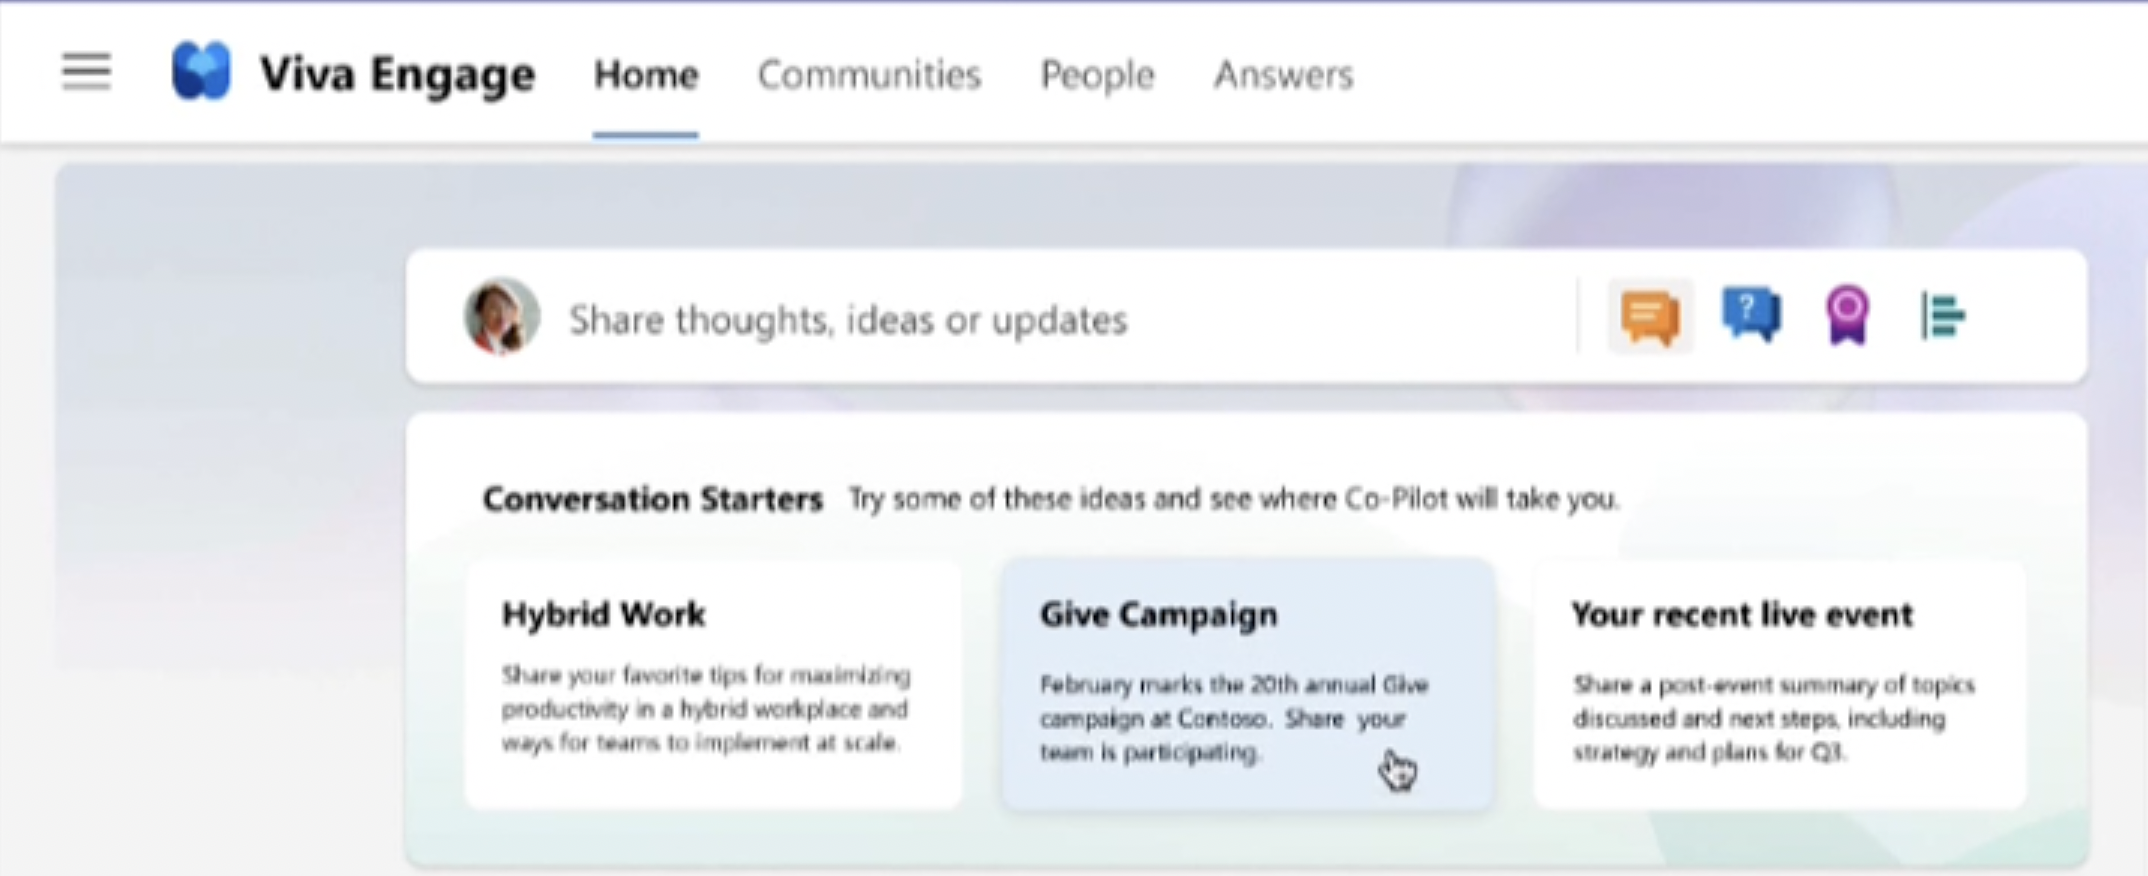 Viva Engage Home Communities People Answers
Share thoughts, ideas or updates
?
Conversation Starters Try some of these ideas and see where Co-Pilot will take you.
Hybrid Work
Share your favorite tips for maximizing
productivity in a hybrid workplace and
ways for teams to implement at scale.
Give Campaign
February marks the 20th annual Give
campaign at Contoso. Share your
team is participating.
Your recent live event
Share a post-event summary of topics
discussed and next steps, including
strategy and plans for Q3.